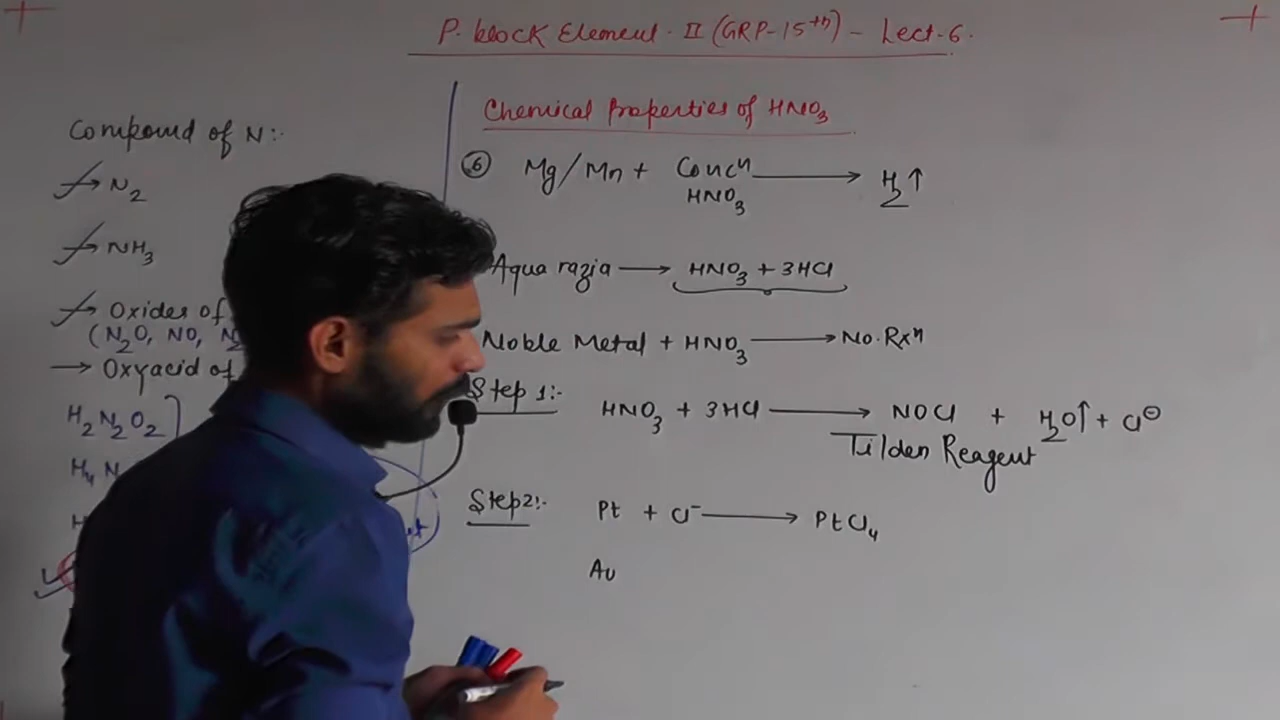 P. block Element. II (GRP-15th) - Lect.6.
Compound of N:-
→ N2
→ NH3
→ Oxides of
(N2O, NO, N2
→ Oxyacid of
H2N2O2
H4 N
H
Chemical Properties of HNO3
6 Mg/Mn + Concn HNO3 → H2↑
Aqua razia → HNO3 + 3HCl
Noble Metal + HNO3 → No.Rxn
Step 1:-
HNO3 + 3HCl → NOCl + H2O↑ + Cl⊖
Tilden Reagent
Step2:- Pt + Cl- → PtCl4
Au